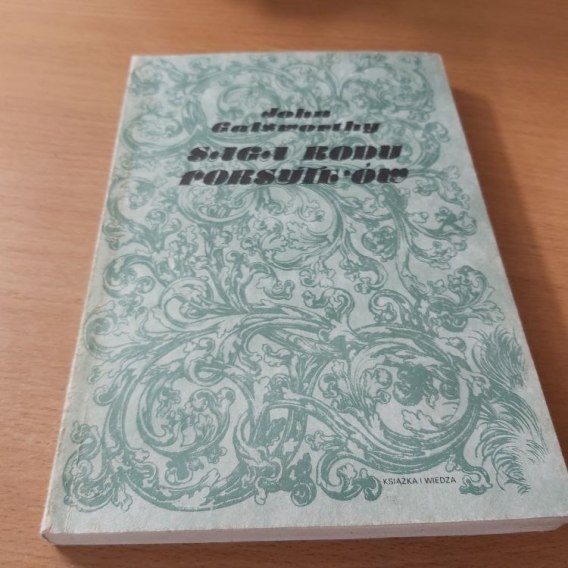 John
Galsworthy
SAGA RODU
FORSYTE'ÓW
KSIĄŻKA I WIEDZA